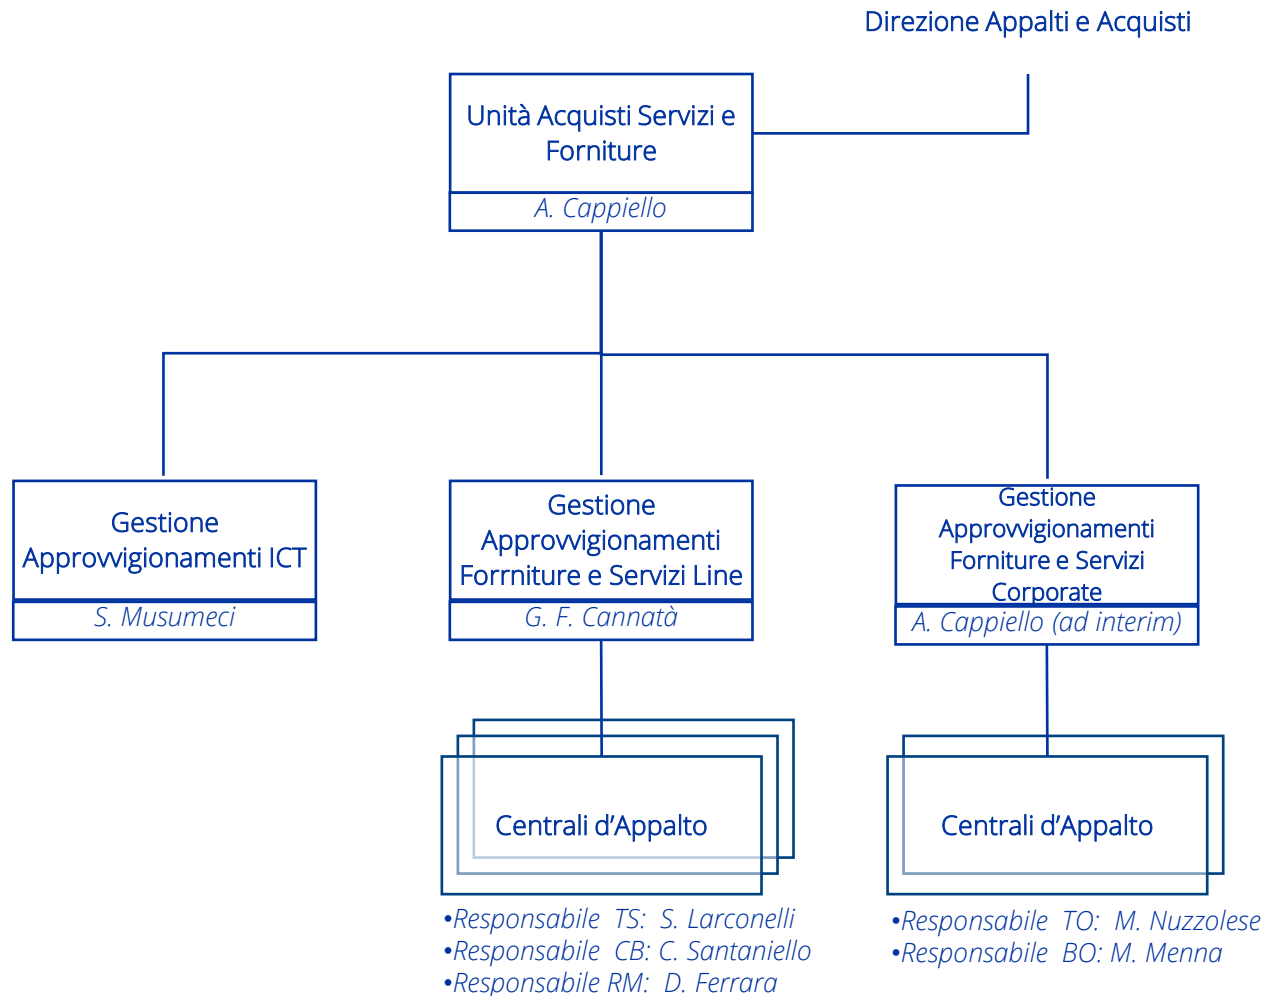 Direzione Appalti e Acquisti
Unità Acquisti Servizi e
Forniture
A. Cappiello
Gestione
Approvvigionamenti ICT
S. Musumeci
Gestione
Approvvigionamenti
Forrniture e Servizi Line
G. F. Cannatà
Gestione
Approvvigionamenti
Forniture e Servizi
Corporate
A. Cappiello (ad interim)
Centrali d’Appalto
•Responsabile TS: S. Larconelli
•Responsabile CB: C. Santaniello
•Responsabile RM: D. Ferrara
Centrali d’Appalto
•Responsabile TO: M. Nuzzolese
•Responsabile BO: M. Menna